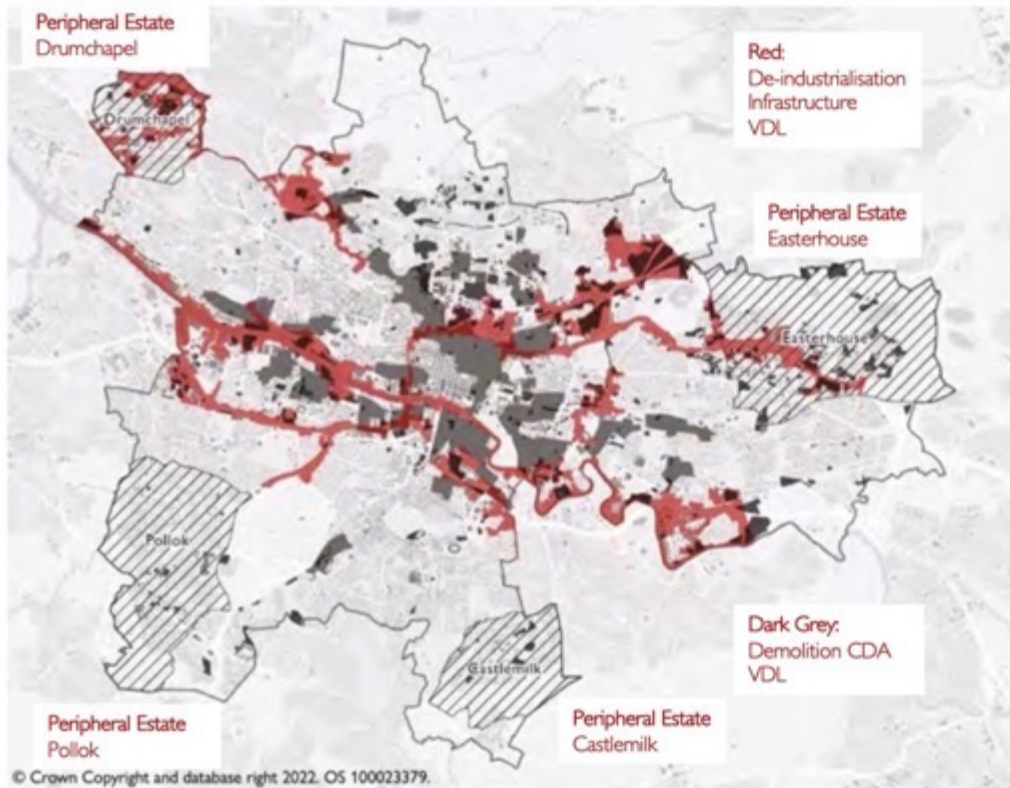 Peripheral Estate
Drumchapel
Red:
De-industrialisation
Infrastructure
VDL
Drumchapel
Peripheral Estate
Easterhouse
Easterhouse
Pollok
Castlemilk
Dark Grey:
Demolition CDA
VDL
Peripheral Estate
Pollok
Peripheral Estate
Castlemilk
© Crown Copyright and database right 2022. OS 100023379.